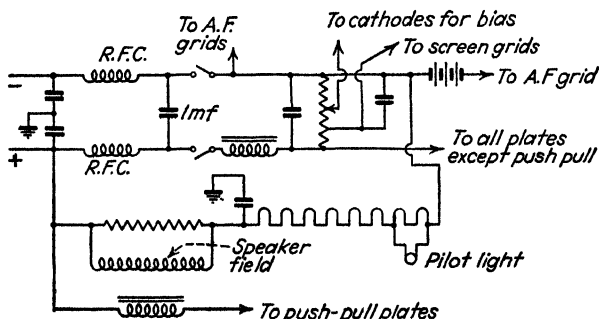 To cathodes for bias
To A.F.
grids
To screen grids
R.F.C.
−
To A.F grid
1mf
+
R.F.C.
To all plates
except push pull
Speaker
field
Pilot light
To push-pull plates